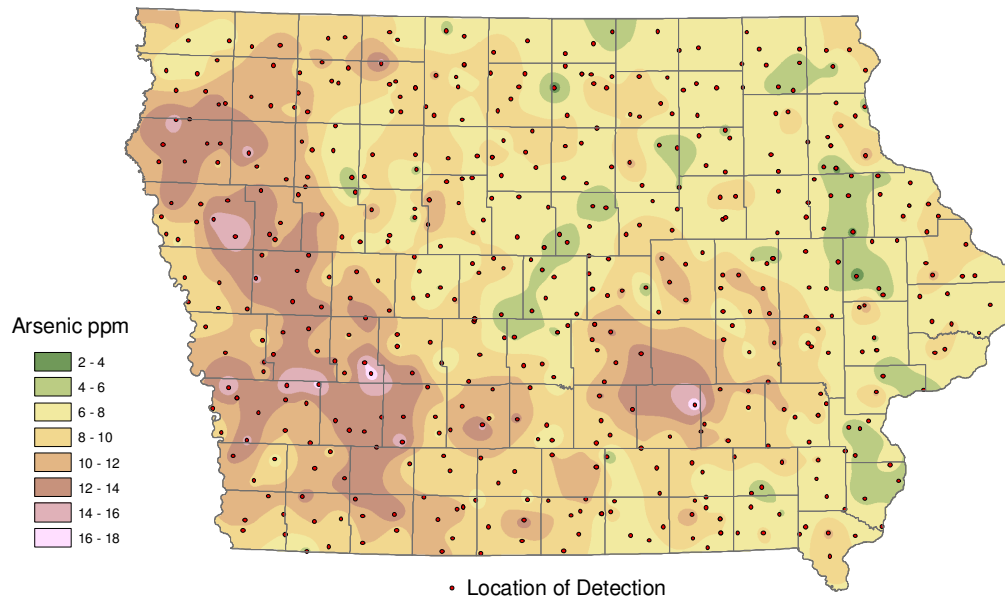 Arsenic ppm
2 - 4
4 - 6
6 - 8
8 - 10
10 - 12
12 - 14
14 - 16
16 - 18
Location of Detection